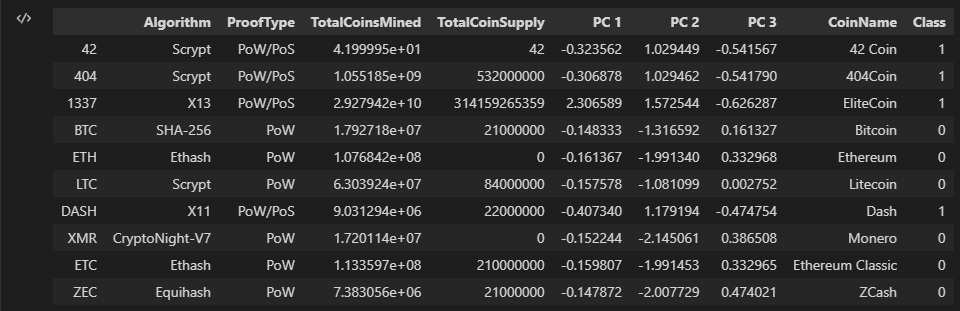 </>
Algorithm ProofType TotalCoinsMined TotalCoinSupply PC 1 PC 2 PC 3 CoinName Class
42 Scrypt PoW/PoS 4.199995e+01 42 -0.323562 1.029449 -0.541567 42 Coin 1
404 Scrypt PoW/PoS 1.055185e+09 532000000 -0.306878 1.029462 -0.541790 404Coin 1
1337 X13 PoW/PoS 2.927942e+10 314159265359 2.306589 1.572544 -0.626287 EliteCoin 1
BTC SHA-256 PoW 1.792718e+07 21000000 -0.148333 -1.316592 0.161327 Bitcoin 0
ETH Ethash PoW 1.076842e+08 0 -0.161367 -1.991340 0.332968 Ethereum 0
LTC Scrypt PoW 6.303924e+07 84000000 -0.157578 -1.081099 0.002752 Litecoin 0
DASH X11 PoW/PoS 9.031294e+06 22000000 -0.407340 1.179194 -0.474754 Dash 1
XMR CryptoNight-V7 PoW 1.720114e+07 0 -0.152244 -2.145061 0.386508 Monero 0
ETC Ethash PoW 1.133597e+08 210000000 -0.159807 -1.991453 0.332965 Ethereum Classic 0
ZEC Equihash PoW 7.383056e+06 21000000 -0.147872 -2.007729 0.474021 ZCash 0